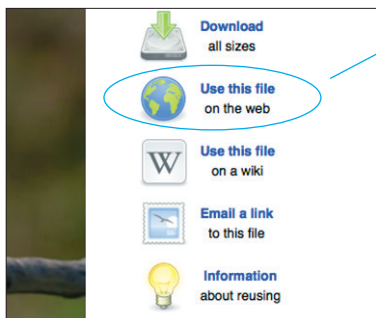 Download
all sizes
Use this file
on the web
W
Use this file
on a wiki
Email a link
to this file
Information
about reusing